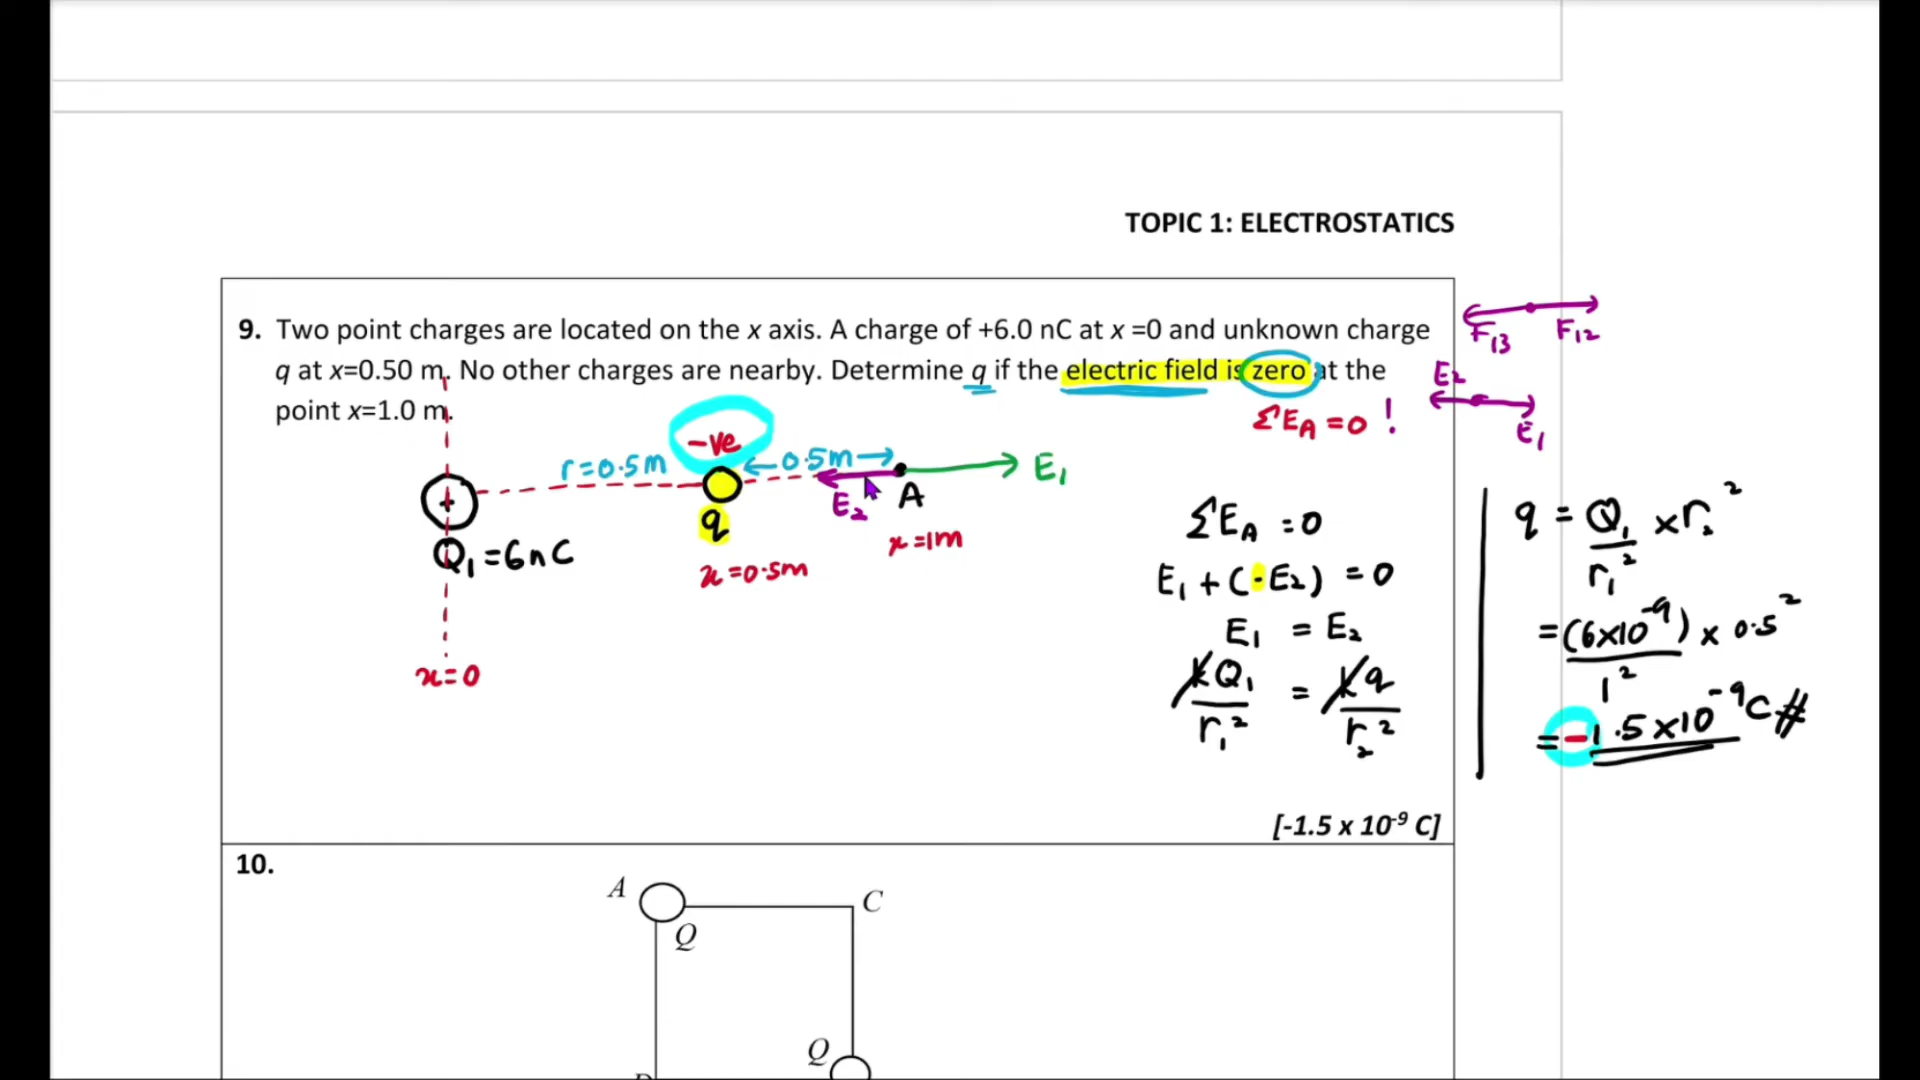 TOPIC 1: ELECTROSTATICS
9. Two point charges are located on the x axis. A charge of +6.0 nC at x =0 and unknown charge
q at x=0.50 m. No other charges are nearby. Determine q if the electric field is zero at the
point x=1.0 m.
ΣE_A = 0 !
F₁₃ F₁₂
E₂
E₁
-ve
r=0.5m
0.5m
E₁
+
q
E₂
A
Q₁=6nC
x=0.5m
x=1m
x=0
ΣE_A = 0
E₁ + (-E₂) = 0
E₁ = E₂
kQ₁/r₁² = kq/r₂²
q = Q₁/r₁² × r₂²
= (6×10⁻⁹)/1² × 0.5²
= -1.5×10⁻⁹C #
[-1.5 x 10⁻⁹ C]
10.
A
C
Q
Q